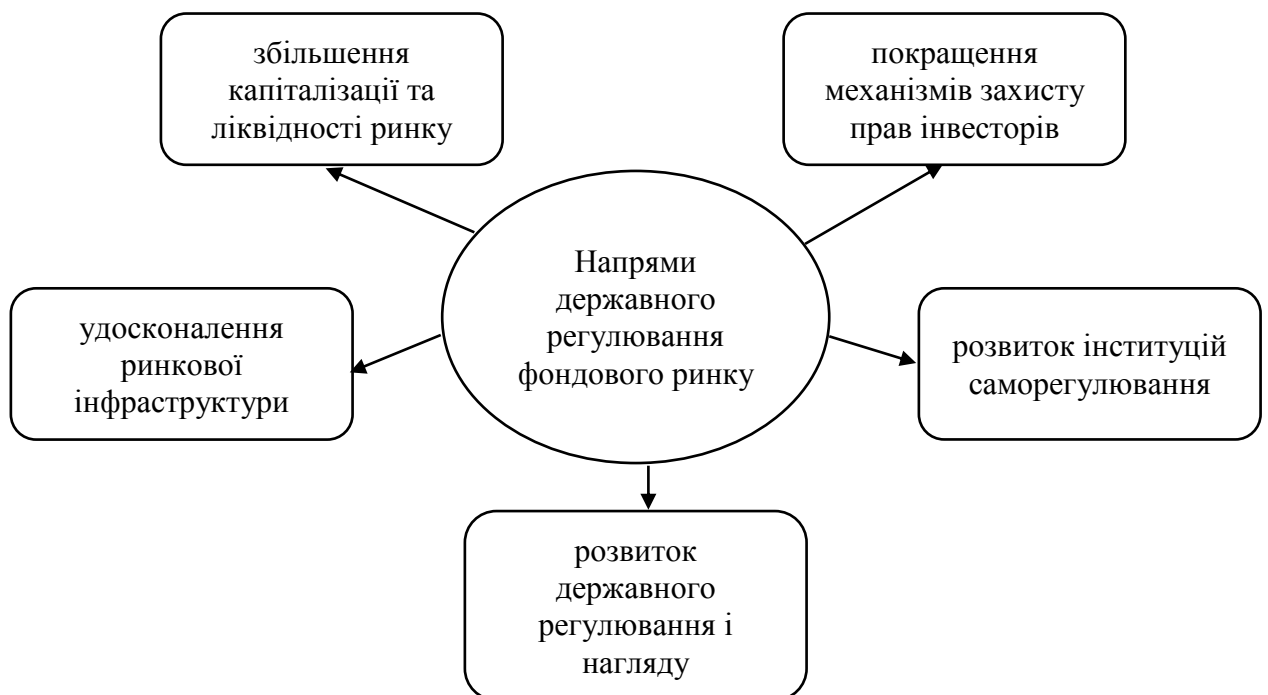 збільшення
капіталізації та
ліквідності ринку
покращення
механізмів захисту
прав інвесторів
Напрями
державного
регулювання
фондового ринку
удосконалення
ринкової
інфраструктури
розвиток інституцій
саморегулювання
розвиток
державного
регулювання і
нагляду